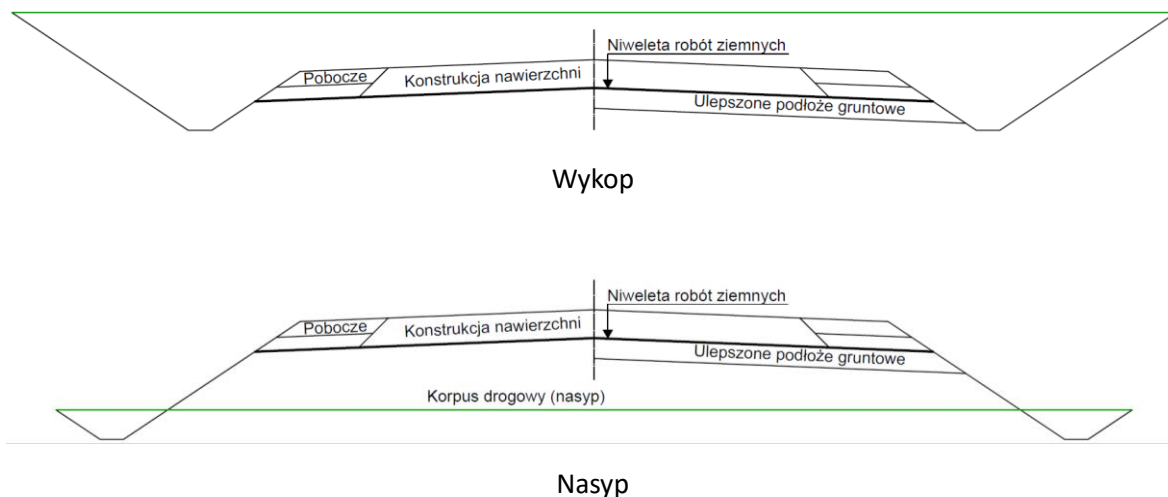 Niweleta robót ziemnych
Pobocze
Konstrukcja nawierzchni
Ulepszone podłoże gruntowe
Wykop
Niweleta robót ziemnych
Pobocze
Konstrukcja nawierzchni
Ulepszone podłoże gruntowe
Korpus drogowy (nasyp)
Nasyp